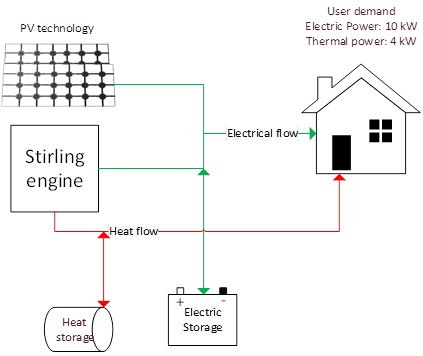 User demand
Electric Power: 10 kW
Thermal power: 4 kW
PV technology
Electrical flow
Stirling
engine
Heat flow
+ -
Electric
Storage
Heat
storage